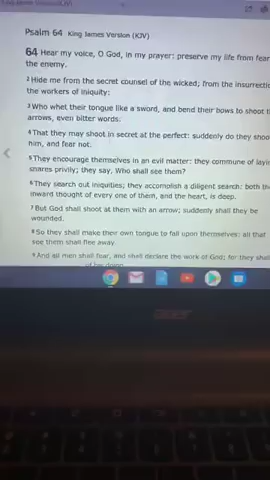 Psalm 64 King James Version (KJV)
64 Hear my voice, O God, in my prayer: preserve my life from fear
the enemy.
2 Hide me from the secret counsel of the wicked; from the insurrectio
the workers of iniquity:
3 Who whet their tongue like a sword, and bend their bows to shoot t
arrows, even bitter words:
4 That they may shoot in secret at the perfect: suddenly do they shoo
him, and fear not.
5 They encourage themselves in an evil matter: they commune of layin
snares privily; they say, Who shall see them?
6 They search out iniquities; they accomplish a diligent search: both th
inward thought of every one of them, and the heart, is deep.
7 But God shall shoot at them with an arrow; suddenly shall they be
wounded.
8 So they shall make their own tongue to fall upon themselves: all that
see them shall flee away.
9 And all men shall fear, and shall declare the work of God; for they shal
of his doing.
acer